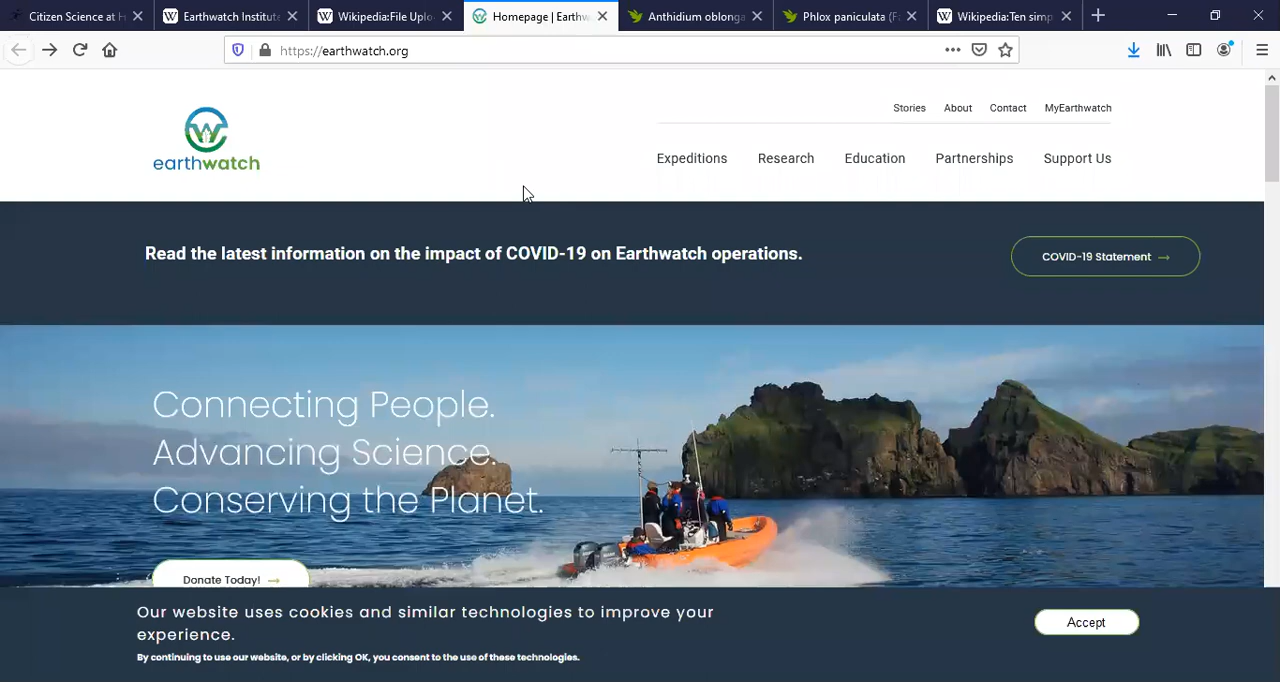 Citizen Science at H
Earthwatch Institut
Wikipedia:File Uplo
Homepage | Earthw
Anthidium oblonga
Phlox paniculata (F
Wikipedia:Ten simp
https://earthwatch.org
Stories About Contact MyEarthwatch
earthwatch
Expeditions Research Education Partnerships Support Us
Read the latest information on the impact of COVID-19 on Earthwatch operations.
COVID-19 Statement →
Connecting People.
Advancing Science.
Conserving the Planet.
Donate Today! →
Our website uses cookies and similar technologies to improve your
experience.
Accept
By continuing to use our website, or by clicking OK, you consent to the use of these technologies.